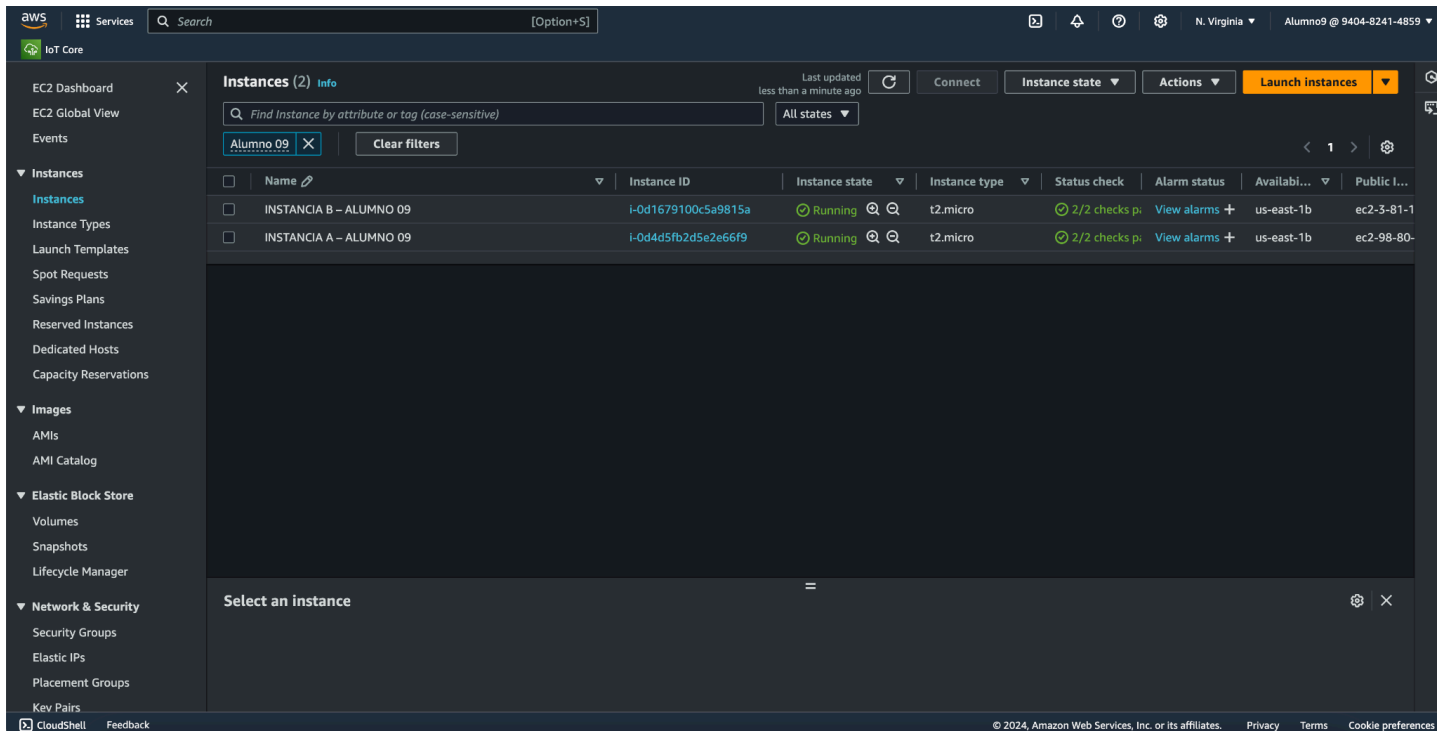 aws Services Search [Option+S] N. Virginia ▼ Alumno9 @ 9404-8241-4859 ▼
IoT Core
EC2 Dashboard
EC2 Global View
Events
▼ Instances
Instances
Instance Types
Launch Templates
Spot Requests
Savings Plans
Reserved Instances
Dedicated Hosts
Capacity Reservations
▼ Images
AMIs
AMI Catalog
▼ Elastic Block Store
Volumes
Snapshots
Lifecycle Manager
▼ Network & Security
Security Groups
Elastic IPs
Placement Groups
Key Pairs
Instances (2) Info
Last updated
less than a minute ago
Connect Instance state ▼ Actions ▼ Launch instances ▼
Find Instance by attribute or tag (case-sensitive) All states ▼
Alumno 09 Clear filters
< 1 >
Name Instance ID Instance state Instance type Status check Alarm status Availabi... Public I...
INSTANCIA B – ALUMNO 09 i-0d1679100c5a9815a Running t2.micro 2/2 checks pa View alarms + us-east-1b ec2-3-81-1
INSTANCIA A – ALUMNO 09 i-0d4d5fb2d5e2e66f9 Running t2.micro 2/2 checks pa View alarms + us-east-1b ec2-98-80-
Select an instance
CloudShell Feedback © 2024, Amazon Web Services, Inc. or its affiliates. Privacy Terms Cookie preferences